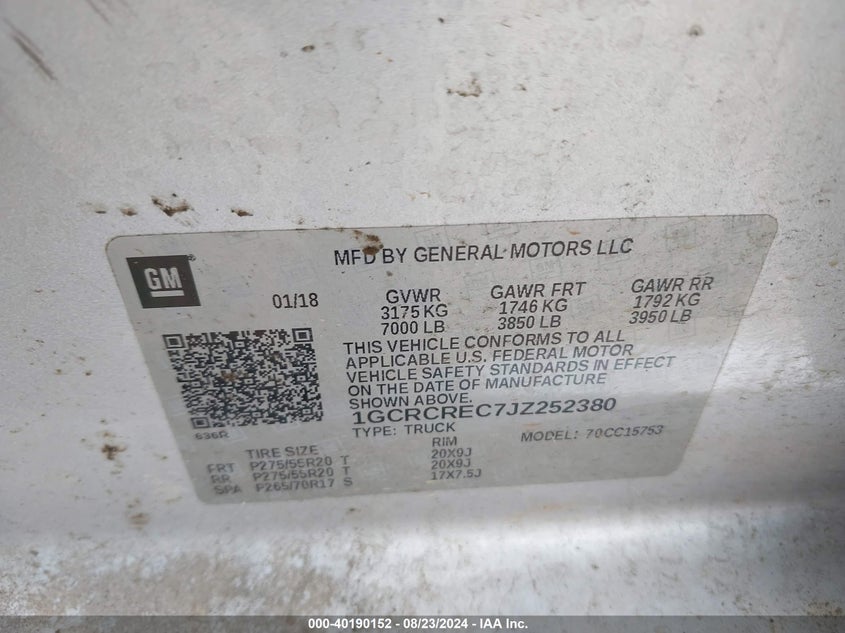 MFD BY GENERAL MOTORS LLC
GM
01/18
GVWR GAWR FRT GAWR RR
3175 KG 1746 KG 1792 KG
7000 LB 3850 LB 3950 LB
THIS VEHICLE CONFORMS TO ALL
APPLICABLE U.S. FEDERAL MOTOR
VEHICLE SAFETY STANDARDS IN EFFECT
ON THE DATE OF MANUFACTURE
SHOWN ABOVE.
1GCRCREC7JZ252380
TYPE: TRUCK MODEL: 70CC15753
636R
TIRE SIZE RIM
FRT P275/55R20 T 20X9J
RR P275/55R20 T 20X9J
SPA P265/70R17 S 17X7.5J
000-40190152 - 08/23/2024 - IAA Inc.